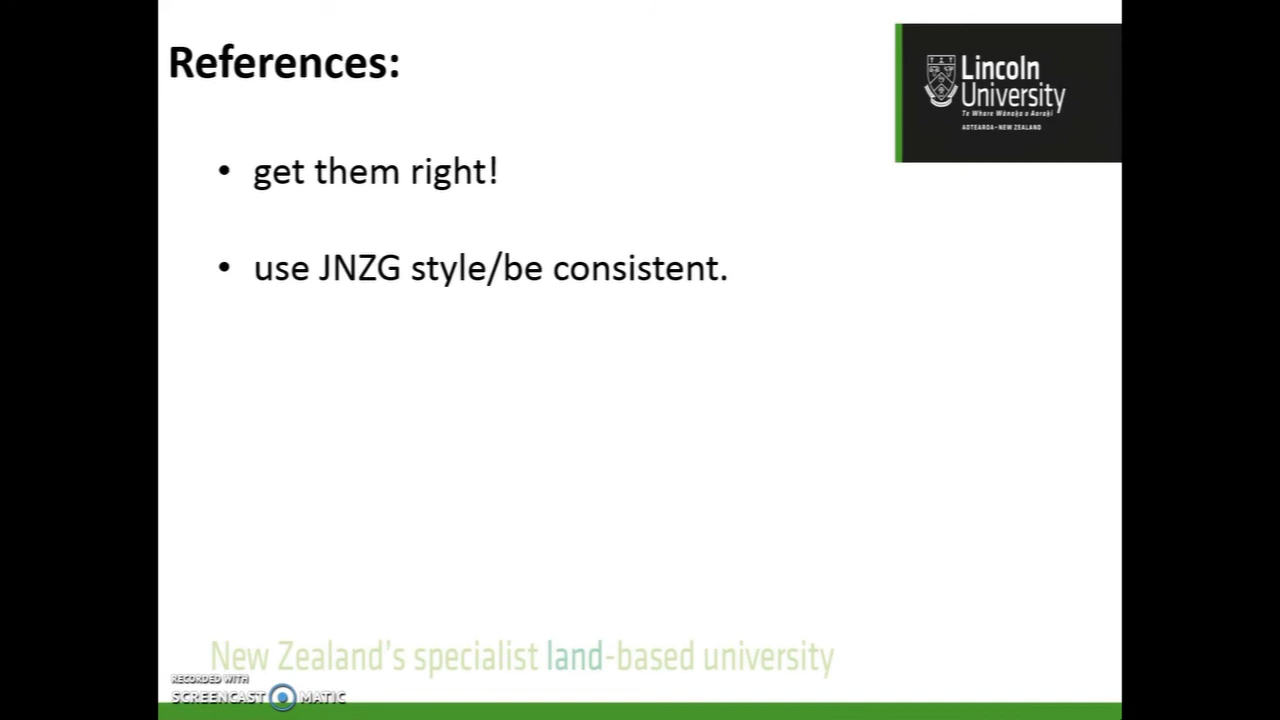 References:
Lincoln
University
Te Whare Wānaka o Aoraki
AOTEAROA • NEW ZEALAND
• get them right!
• use JNZG style/be consistent.
New Zealand's specialist land-based university
RECORDED WITH
SCREENCAST MATIC